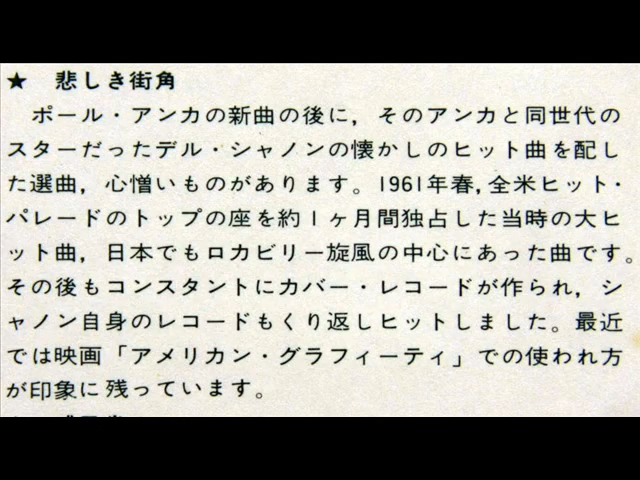 ★ 悲しき街角
ポール・アンカの新曲の後に，そのアンカと同世代の
スターだったデル・シャノンの懐かしのヒット曲を配し
た選曲，心憎いものがあります。1961年春，全米ヒット・
パレードのトップの座を約１ヶ月間独占した当時の大ヒ
ット曲，日本でもロカビリー旋風の中心にあった曲です。
その後もコンスタントにカバー・レコードが作られ，シ
ャノン自身のレコードもくり返しヒットしました。最近
では映画「アメリカン・グラフィーティ」での使われ方
が印象に残っています。